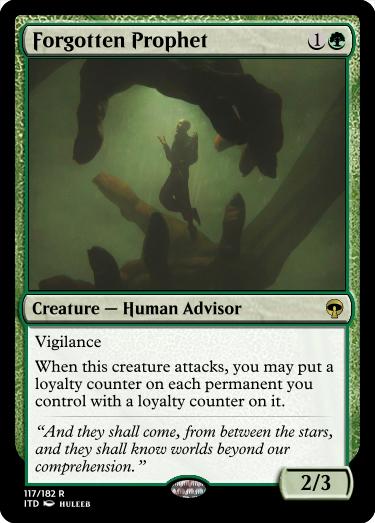 Forgotten Prophet 1
Creature — Human Advisor
Vigilance
When this creature attacks, you may put a
loyalty counter on each permanent you
control with a loyalty counter on it.
“And they shall come, from between the stars,
and they shall know worlds beyond our
comprehension.”
2/3
117/182 R
ITD HULEEB